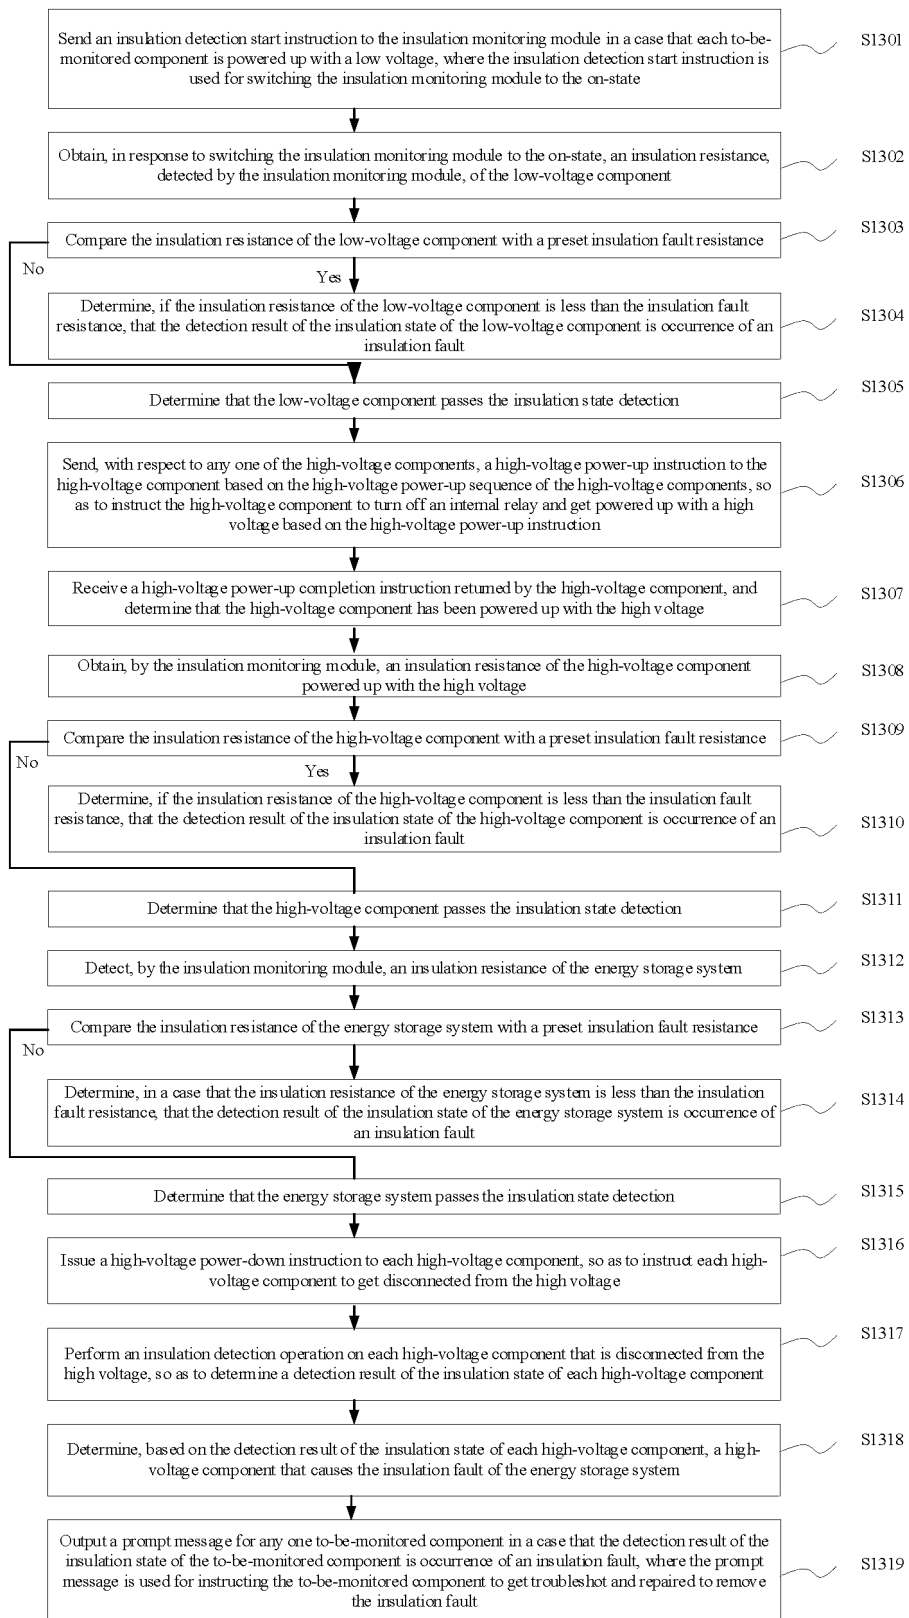 Send an insulation detection start instruction to the insulation monitoring module in a case that each to-be-
monitored component is powered up with a low voltage, where the insulation detection start instruction is
used for switching the insulation monitoring module to the on-state
S1301
Obtain, in response to switching the insulation monitoring module to the on-state, an insulation resistance,
detected by the insulation monitoring module, of the low-voltage component
S1302
Compare the insulation resistance of the low-voltage component with a preset insulation fault resistance
S1303
No
Yes
Determine, if the insulation resistance of the low-voltage component is less than the insulation fault
resistance, that the detection result of the insulation state of the low-voltage component is occurrence of an
insulation fault
S1304
Determine that the low-voltage component passes the insulation state detection
S1305
Send, with respect to any one of the high-voltage components, a high-voltage power-up instruction to the
high-voltage component based on the high-voltage power-up sequence of the high-voltage components, so
as to instruct the high-voltage component to turn off an internal relay and get powered up with a high
voltage based on the high-voltage power-up instruction
S1306
Receive a high-voltage power-up completion instruction returned by the high-voltage component, and
determine that the high-voltage component has been powered up with the high voltage
S1307
Obtain, by the insulation monitoring module, an insulation resistance of the high-voltage component
powered up with the high voltage
S1308
Compare the insulation resistance of the high-voltage component with a preset insulation fault resistance
S1309
No
Yes
Determine, if the insulation resistance of the high-voltage component is less than the insulation fault
resistance, that the detection result of the insulation state of the high-voltage component is occurrence of an
insulation fault
S1310
Determine that the high-voltage component passes the insulation state detection
S1311
Detect, by the insulation monitoring module, an insulation resistance of the energy storage system
S1312
Compare the insulation resistance of the energy storage system with a preset insulation fault resistance
S1313
No
Determine, in a case that the insulation resistance of the energy storage system is less than the insulation
fault resistance, that the detection result of the insulation state of the energy storage system is occurrence of
an insulation fault
S1314
Determine that the energy storage system passes the insulation state detection
S1315
Issue a high-voltage power-down instruction to each high-voltage component, so as to instruct each high-
voltage component to get disconnected from the high voltage
S1316
Perform an insulation detection operation on each high-voltage component that is disconnected from the
high voltage, so as to determine a detection result of the insulation state of each high-voltage component
S1317
Determine, based on the detection result of the insulation state of each high-voltage component, a high-
voltage component that causes the insulation fault of the energy storage system
S1318
Output a prompt message for any one to-be-monitored component in a case that the detection result of the
insulation state of the to-be-monitored component is occurrence of an insulation fault, where the prompt
message is used for instructing the to-be-monitored component to get troubleshot and repaired to remove
the insulation fault
S1319